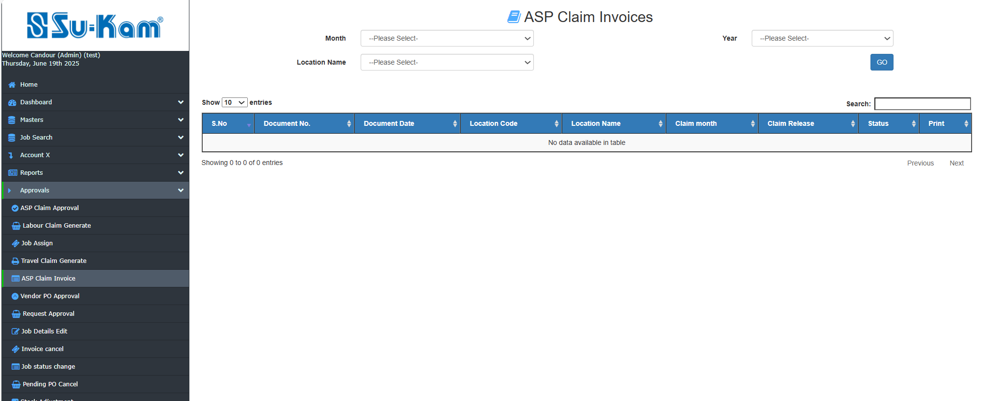 Su-Kam®
Welcome Candour (Admin) (test)
Thursday, June 19th 2025
Home
Dashboard
Masters
Job Search
Account X
Reports
Approvals
ASP Claim Approval
Labour Claim Generate
Job Assign
Travel Claim Generate
ASP Claim Invoice
Vendor PO Approval
Request Approval
Job Details Edit
Invoice cancel
Job status change
Pending PO Cancel
Stock Adjustment
ASP Claim Invoices
Month --Please Select- Year --Please Select-
Location Name --Please Select- GO
Show 10 entries Search:
S.No Document No. Document Date Location Code Location Name Claim month Claim Release Status Print
No data available in table
Showing 0 to 0 of 0 entries Previous Next